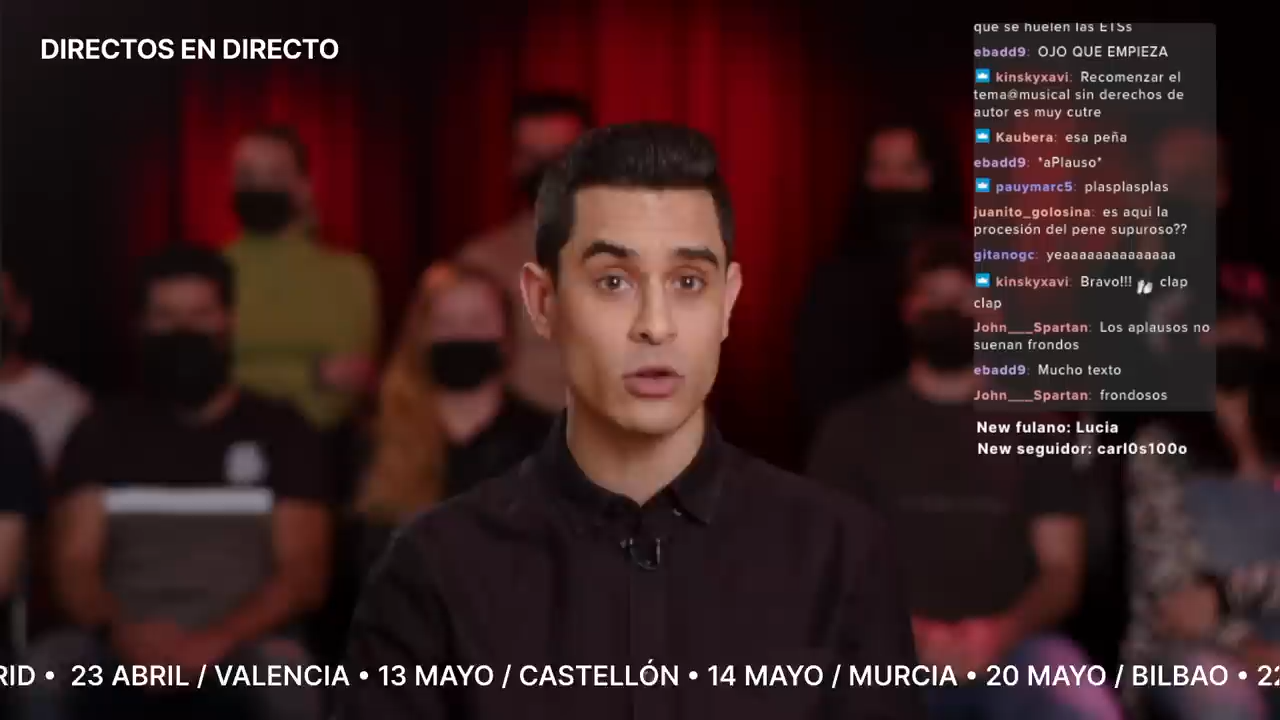 DIRECTOS EN DIRECTO
que se huelen las ETSs
ebadd9: OJO QUE EMPIEZA
kinskyxavi: Recomenzar el
tema@musical sin derechos de
autor es muy cutre
Kaubera: esa peña
ebadd9: *aPlauso*
pauymarc5: plasplasplas
juanito_golosina: es aqui la
procesión del pene supuroso??
gitanogc: yeaaaaaaaaaaaaaa
kinskyxavi: Bravo!!! clap
clap
John___Spartan: Los aplausos no
suenan frondos
ebadd9: Mucho texto
John___Spartan: frondosos
New fulano: Lucia
New seguidor: carl0s100o
RID • 23 ABRIL / VALENCIA • 13 MAYO / CASTELLÓN • 14 MAYO / MURCIA • 20 MAYO / BILBAO • 22